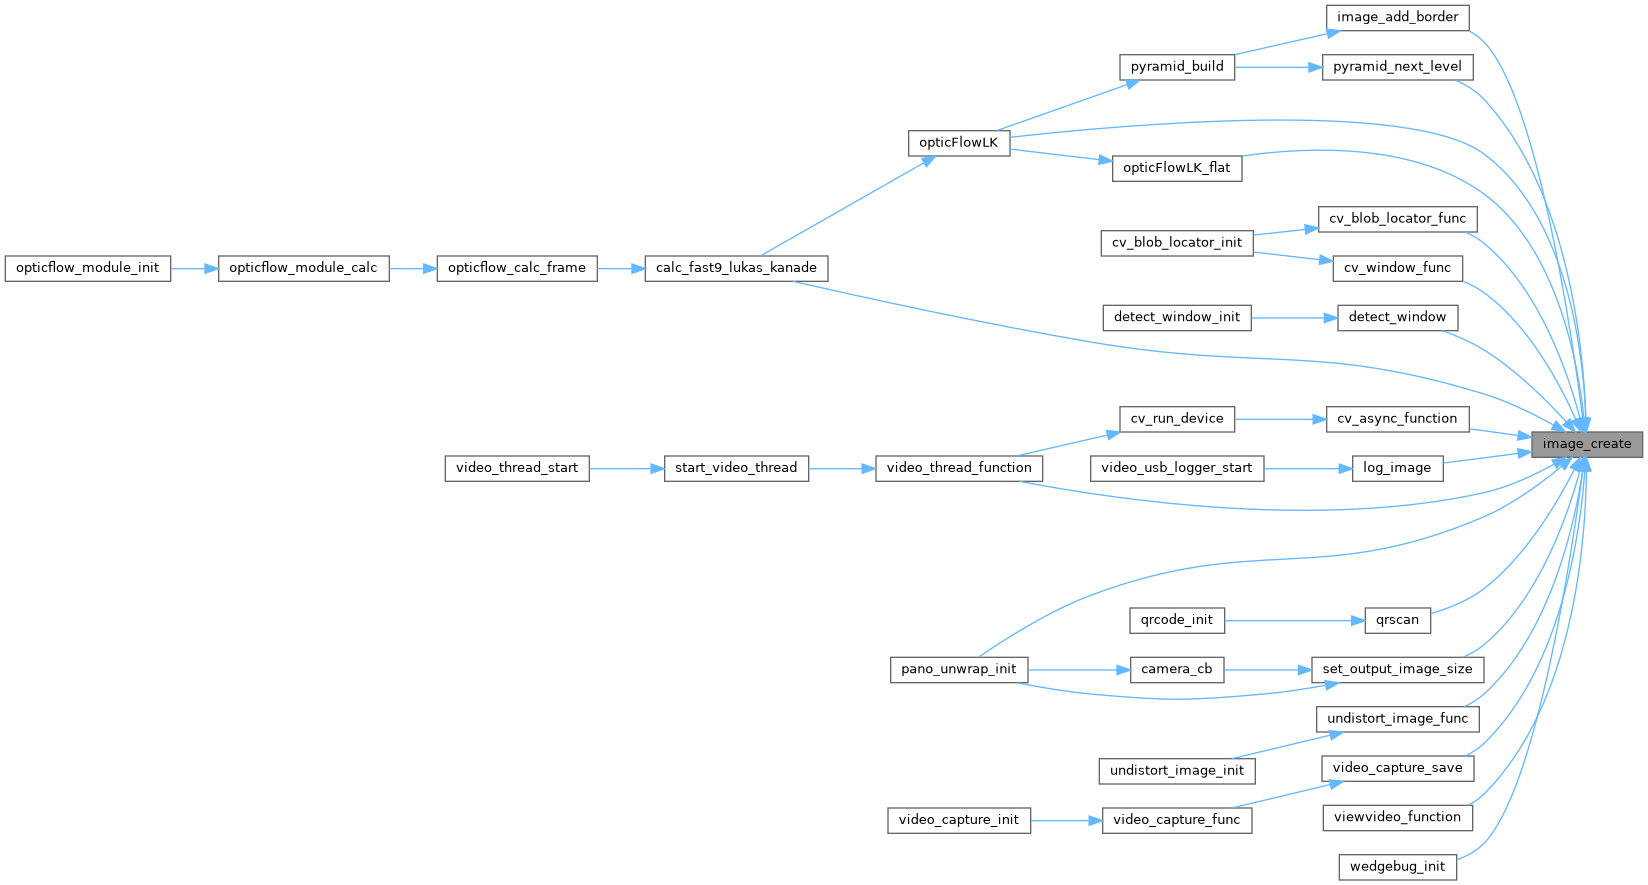 image_add_border
pyramid_build
pyramid_next_level
opticFlowLK
opticFlowLK_flat
cv_blob_locator_func
cv_blob_locator_init
opticflow_module_init
opticflow_module_calc
opticflow_calc_frame
calc_fast9_lukas_kanade
cv_window_func
detect_window_init
detect_window
cv_run_device
cv_async_function
image_create
video_thread_start
start_video_thread
video_thread_function
video_usb_logger_start
log_image
qrcode_init
qrscan
pano_unwrap_init
camera_cb
set_output_image_size
undistort_image_func
undistort_image_init
video_capture_save
video_capture_init
video_capture_func
viewvideo_function
wedgebug_init